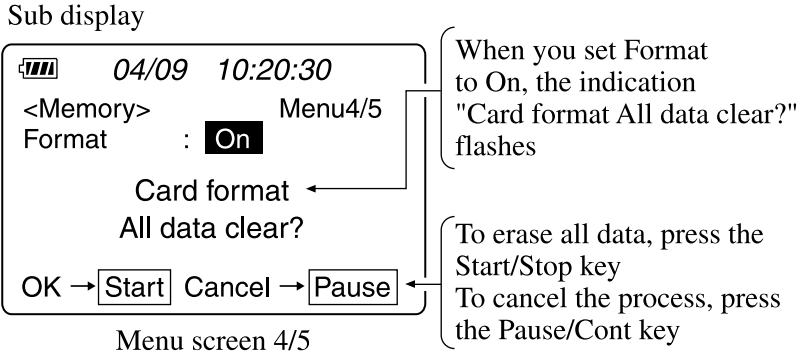 Sub display
04/09 10:20:30
<Memory> Menu4/5
Format : On
Card format
All data clear?
OK → Start Cancel → Pause
Menu screen 4/5
When you set Format
to On, the indication
"Card format All data clear?"
flashes
To erase all data, press the
Start/Stop key
To cancel the process, press
the Pause/Cont key